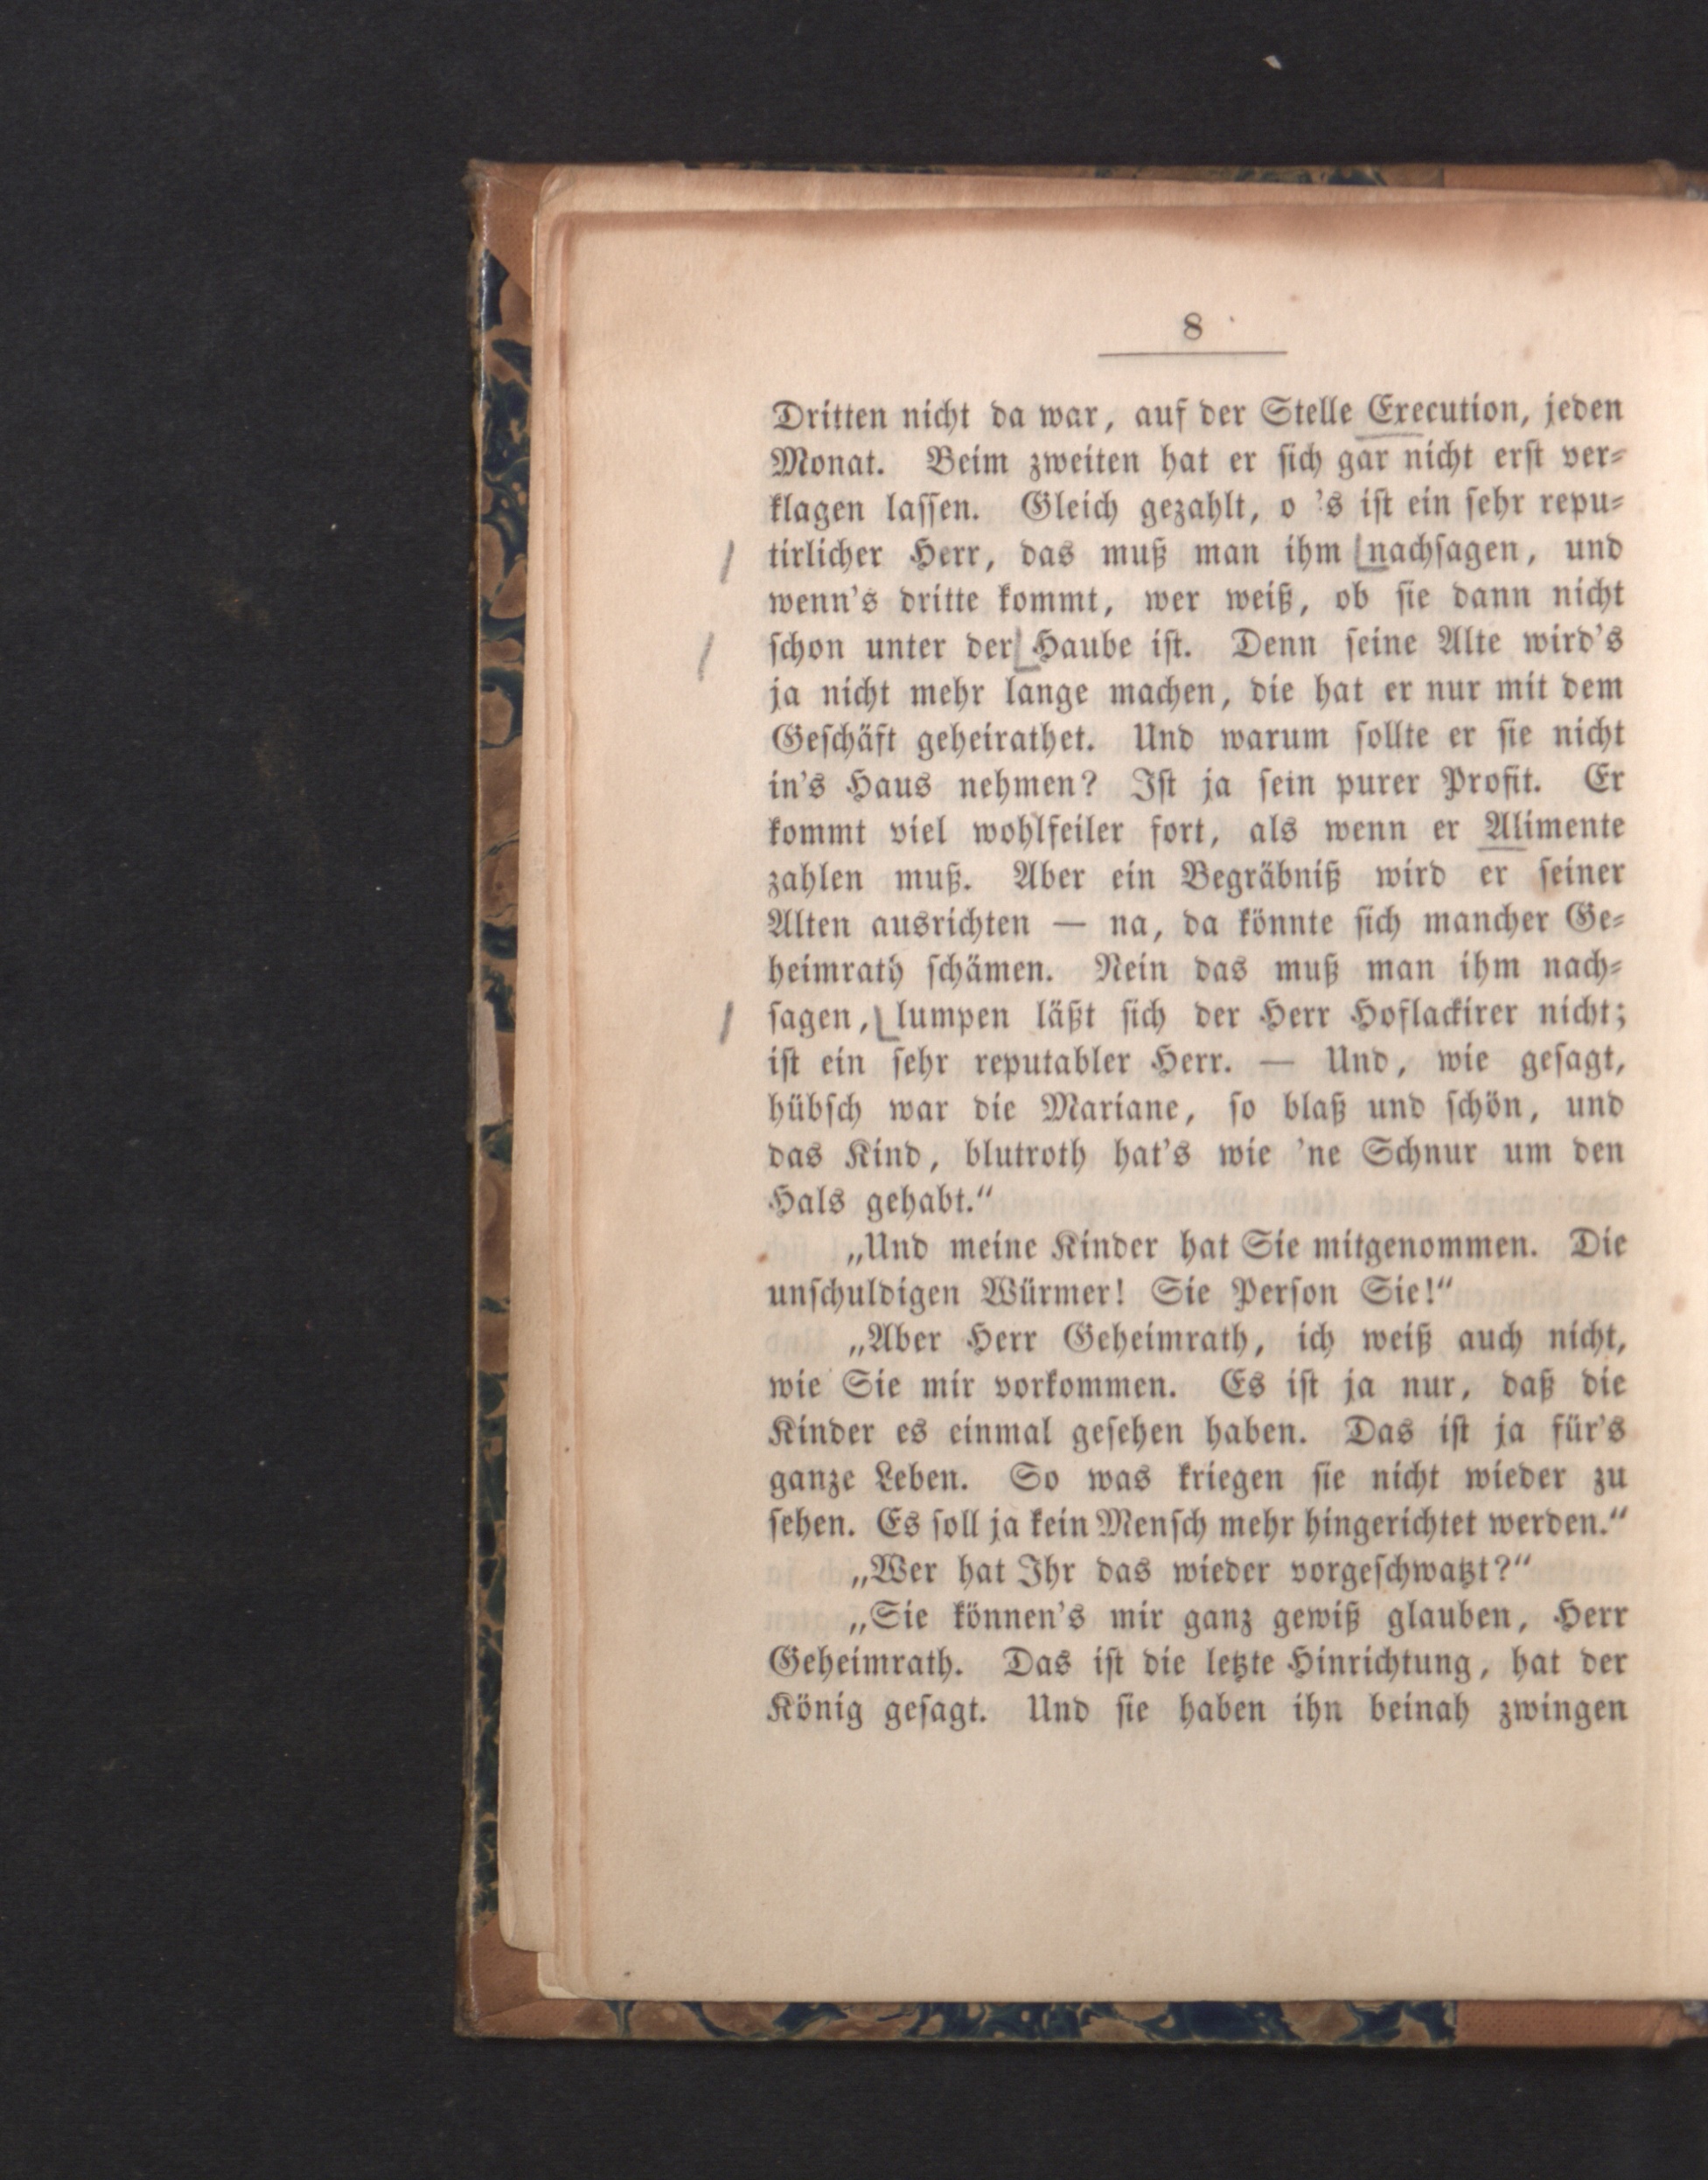 8
Dritten nicht da war, auf der Stelle Execution, jeden
Monat. Beim zweiten hat er ſich gar nicht erſt ver⸗
klagen laſſen. Gleich gezahlt, o 's iſt ein ſehr repu⸗
tirlicher Herr, das muß man ihm nachſagen, und
wenn's dritte kommt, wer weiß, ob ſie dann nicht
ſchon unter der Haube iſt. Denn ſeine Alte wird's
ja nicht mehr lange machen, die hat er nur mit dem
Geſchäft geheirathet. Und warum ſollte er ſie nicht
in's Haus nehmen? Iſt ja ſein purer Profit. Er
kommt viel wohlfeiler fort, als wenn er Alimente
zahlen muß. Aber ein Begräbniß wird er ſeiner
Alten ausrichten — na, da könnte ſich mancher Ge⸗
heimrath ſchämen. Nein das muß man ihm nach⸗
ſagen, lumpen läßt ſich der Herr Hoflackirer nicht;
iſt ein ſehr reputabler Herr. — Und, wie geſagt,
hübſch war die Mariane, ſo blaß und ſchön, und
das Kind, blutroth hat's wie 'ne Schnur um den
Hals gehabt.“
„Und meine Kinder hat Sie mitgenommen. Die
unſchuldigen Würmer! Sie Perſon Sie!“
„Aber Herr Geheimrath, ich weiß auch nicht,
wie Sie mir vorkommen. Es iſt ja nur, daß die
Kinder es einmal geſehen haben. Das iſt ja für's
ganze Leben. So was kriegen ſie nicht wieder zu
ſehen. Es ſoll ja kein Menſch mehr hingerichtet werden.“
„Wer hat Ihr das wieder vorgeſchwatzt?“
„Sie können's mir ganz gewiß glauben, Herr
Geheimrath. Das iſt die letzte Hinrichtung, hat der
König geſagt. Und ſie haben ihn beinah zwingen